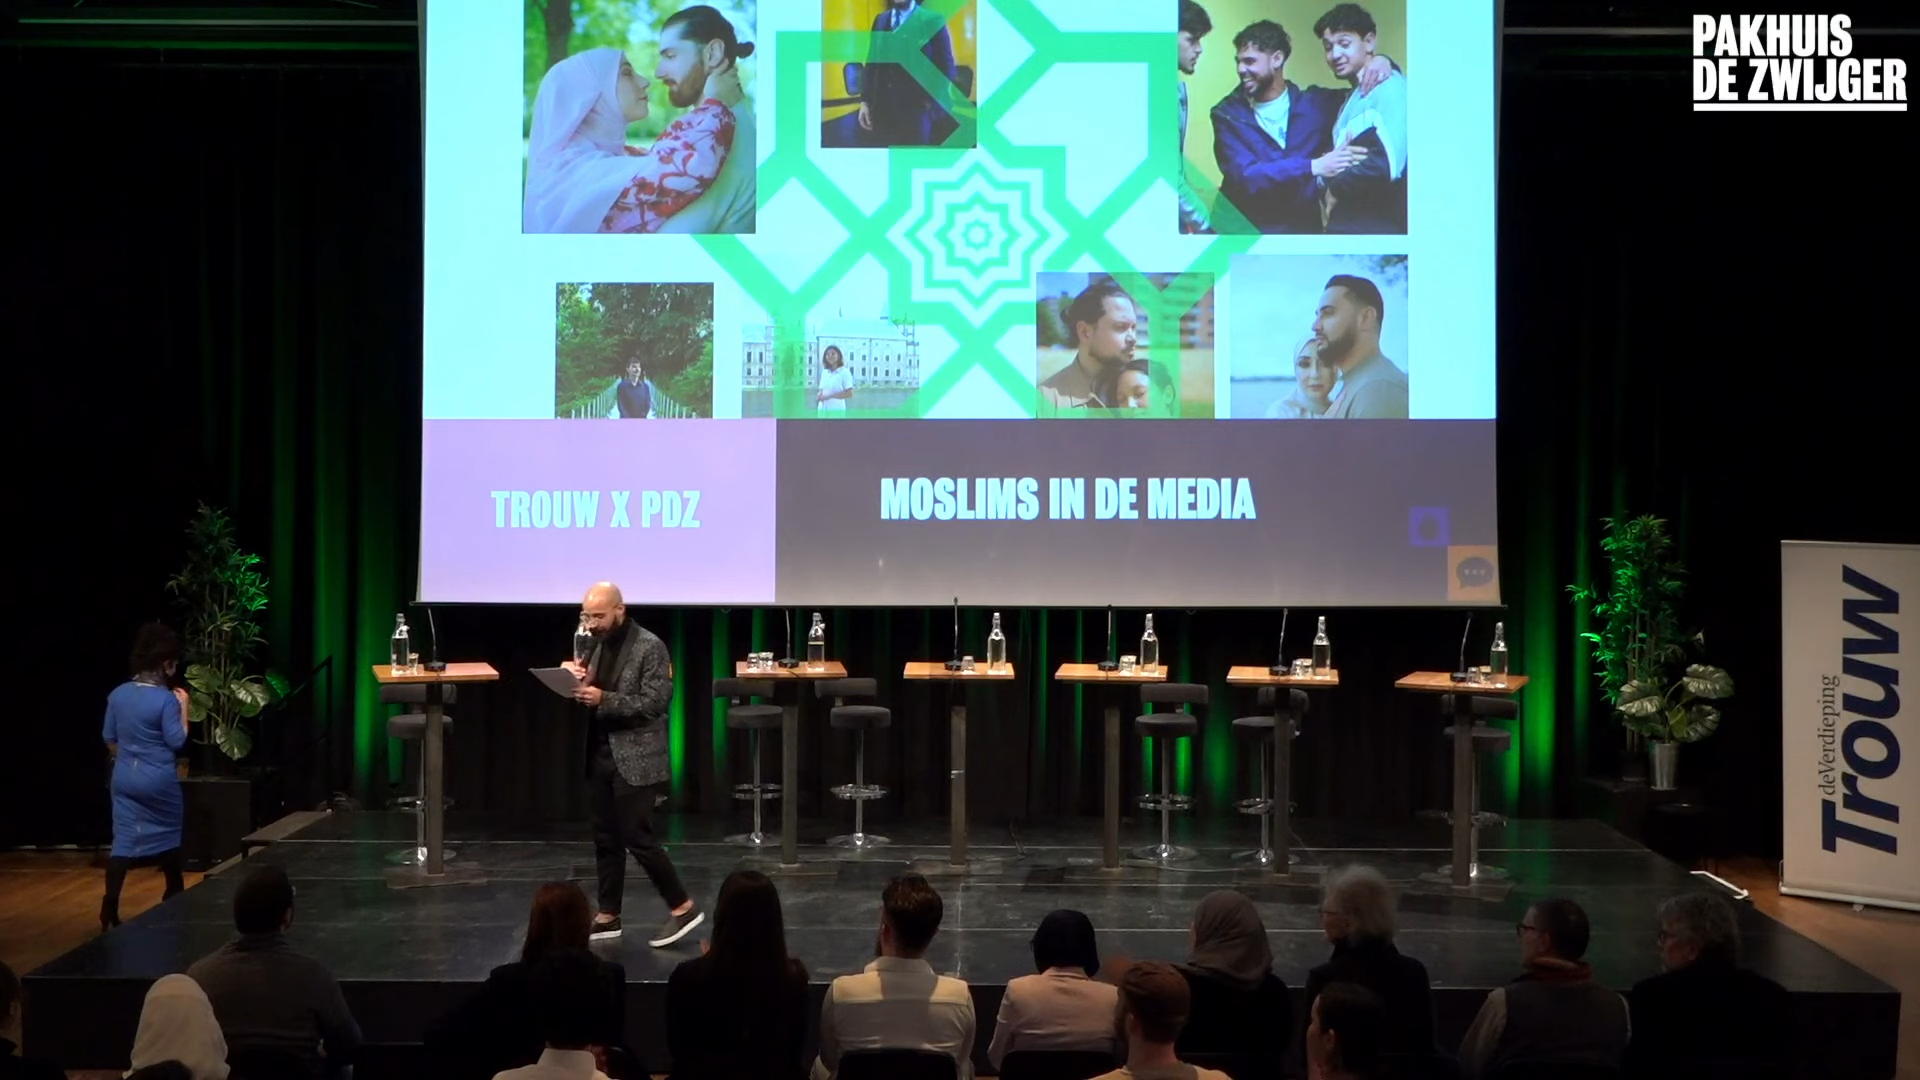 PAKHUIS
DE ZWIJGER
TROUW X PDZ
MOSLIMS IN DE MEDIA
deVerdieping
Trouw